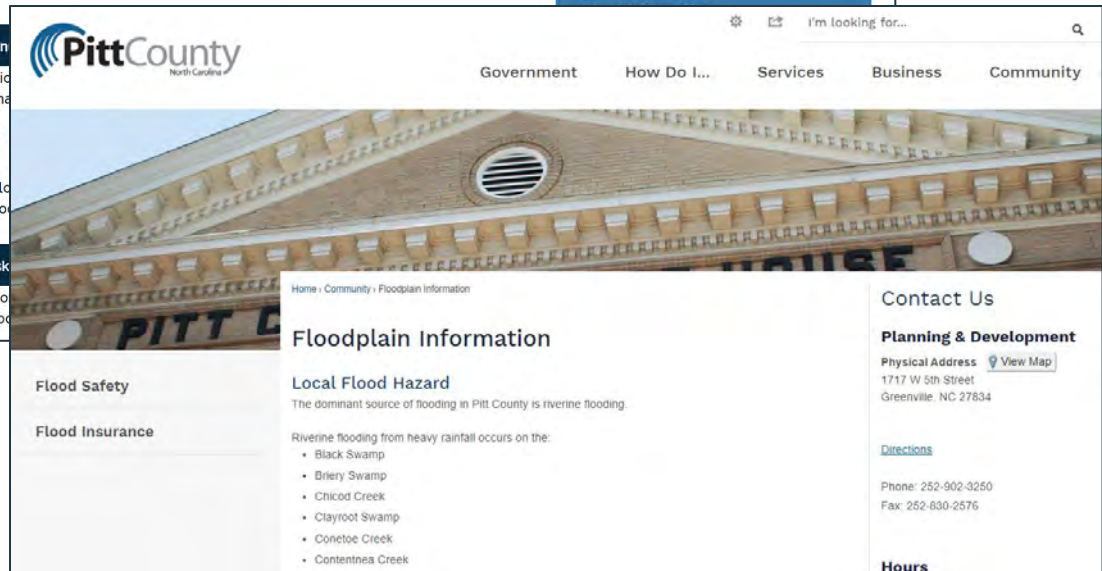 PittCounty
North Carolina
I'm looking for...
Government How Do I... Services Business Community
PITT C
HOUSE
Home › Community › Floodplain Information
Floodplain Information
Local Flood Hazard
The dominant source of flooding in Pitt County is riverine flooding.
Riverine flooding from heavy rainfall occurs on the:
• Black Swamp
• Briery Swamp
• Chicod Creek
• Clayroot Swamp
• Conetoe Creek
• Contentnea Creek
Flood Safety
Flood Insurance
Contact Us
Planning & Development
Physical Address View Map
1717 W 5th Street
Greenville, NC 27834
Directions
Phone: 252-902-3250
Fax: 252-830-2576
Hours